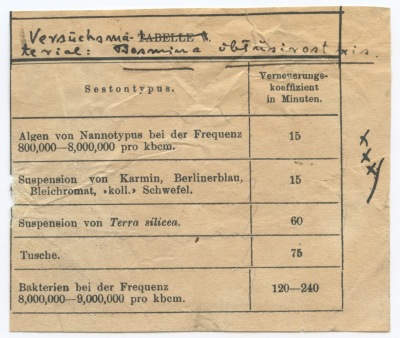 Versüchsma- TABELLE
terial: Bosmina obtusirostris.
Sestontypus.
Verneuerungs-
koeffizient
in Minuten.
Algen von Nannotypus bei der Frequenz
800,000—8,000,000 pro kbcm.
15
Suspension von Karmin, Berlinerblau,
Bleichromat, ›koll.› Schwefel.
15
Suspension von Terra silicea.
60
Tusche.
75
Bakterien bei der Frequenz
8,000,000—9,000,000 pro kbcm.
120—240